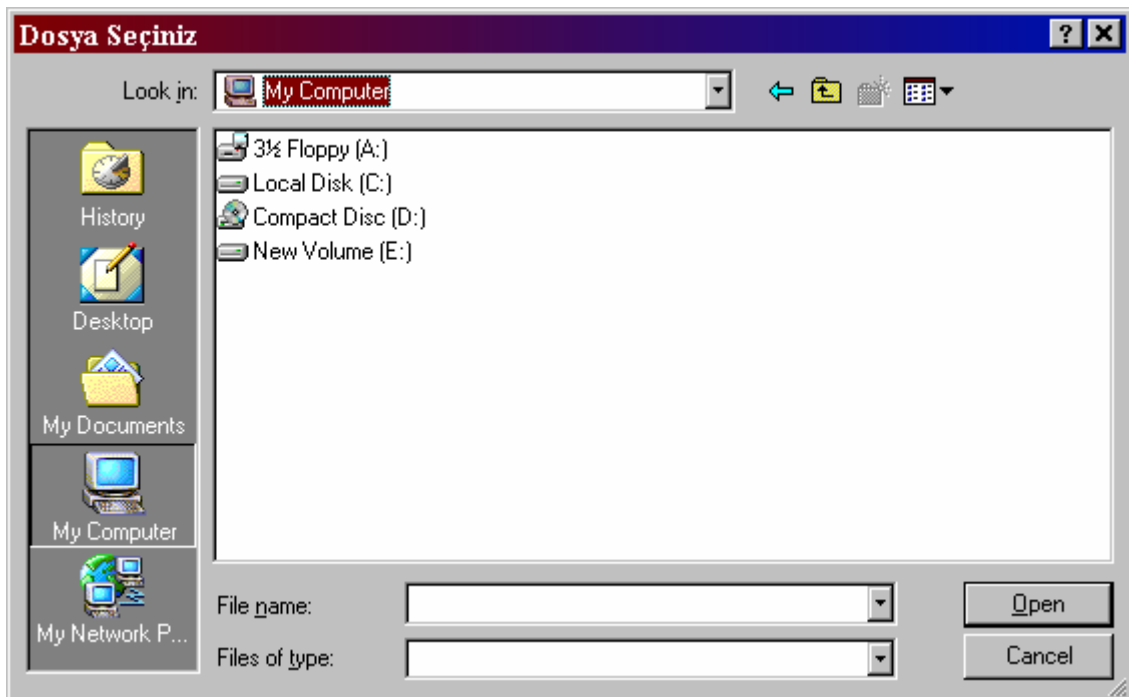 Dosya Seçiniz
Look in:
My Computer
3½ Floppy (A:)
Local Disk (C:)
Compact Disc (D:)
New Volume (E:)
History
Desktop
My Documents
My Computer
My Network P...
File name:
Open
Files of type:
Cancel